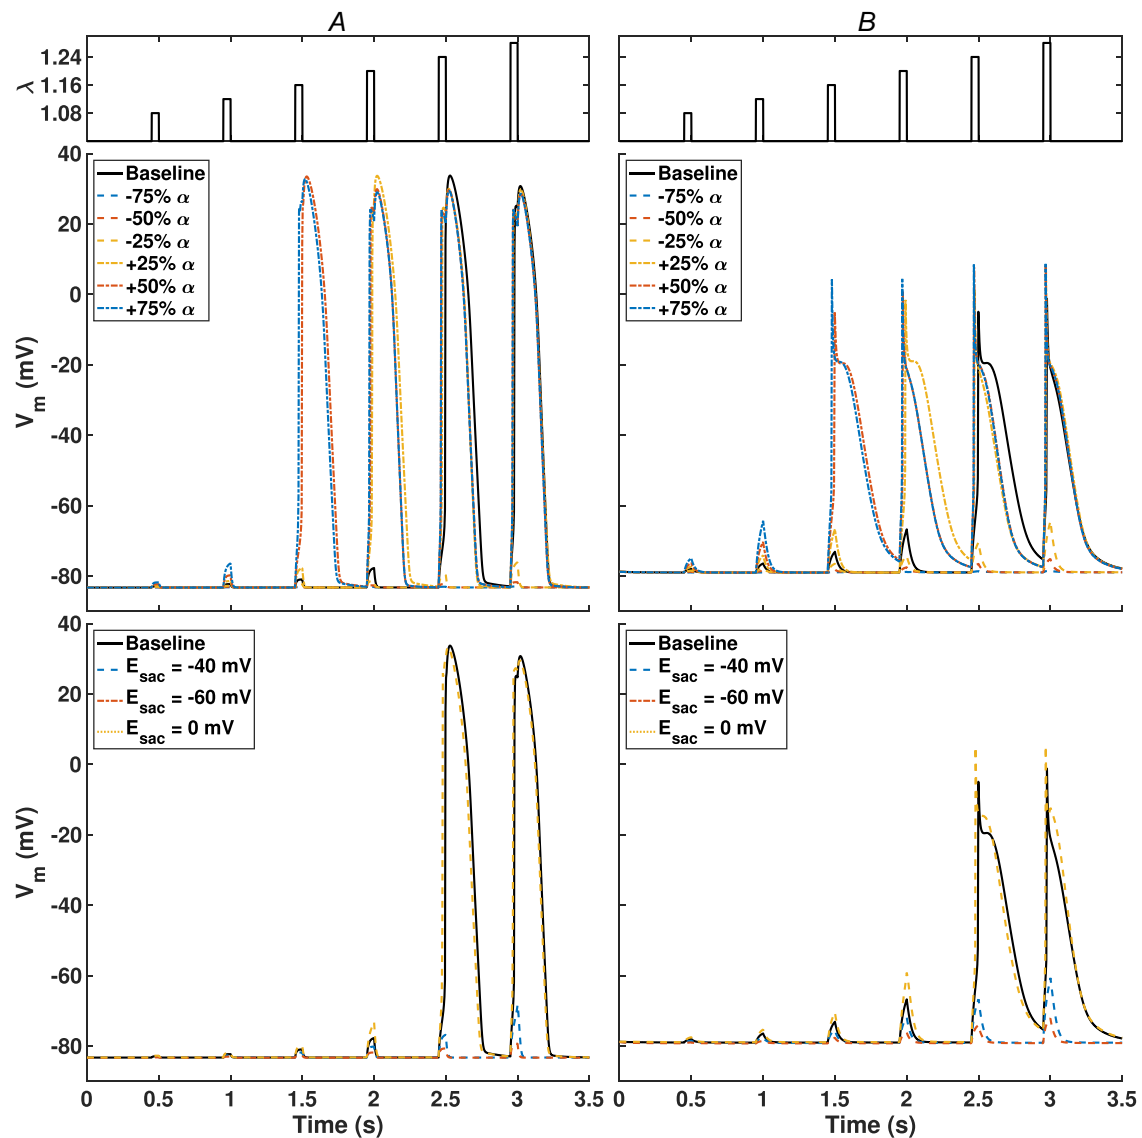 A
B
λ
1.24
1.16
1.08
1.24
1.16
1.08
40
20
0
-20
-40
-60
-80
V_m (mV)
Baseline
-75% α
-50% α
-25% α
+25% α
+50% α
+75% α
Baseline
-75% α
-50% α
-25% α
+25% α
+50% α
+75% α
40
20
0
-20
-40
-60
-80
V_m (mV)
Baseline
E_sac = -40 mV
E_sac = -60 mV
E_sac = 0 mV
Baseline
E_sac = -40 mV
E_sac = -60 mV
E_sac = 0 mV
0 0.5 1 1.5 2 2.5 3 3.5
Time (s)
0 0.5 1 1.5 2 2.5 3 3.5
Time (s)